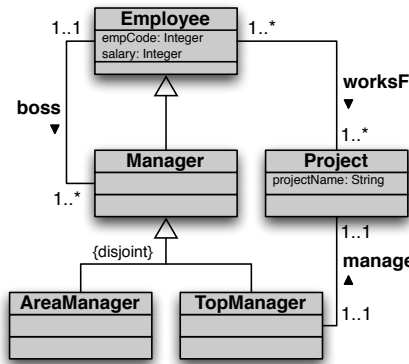 Employee
empCode: Integer
salary: Integer
1..1
1..*
boss
▼
worksF
▼
1..*
1..*
Manager
Project
projectName: String
{disjoint}
1..1
manage
▲
1..1
AreaManager
TopManager